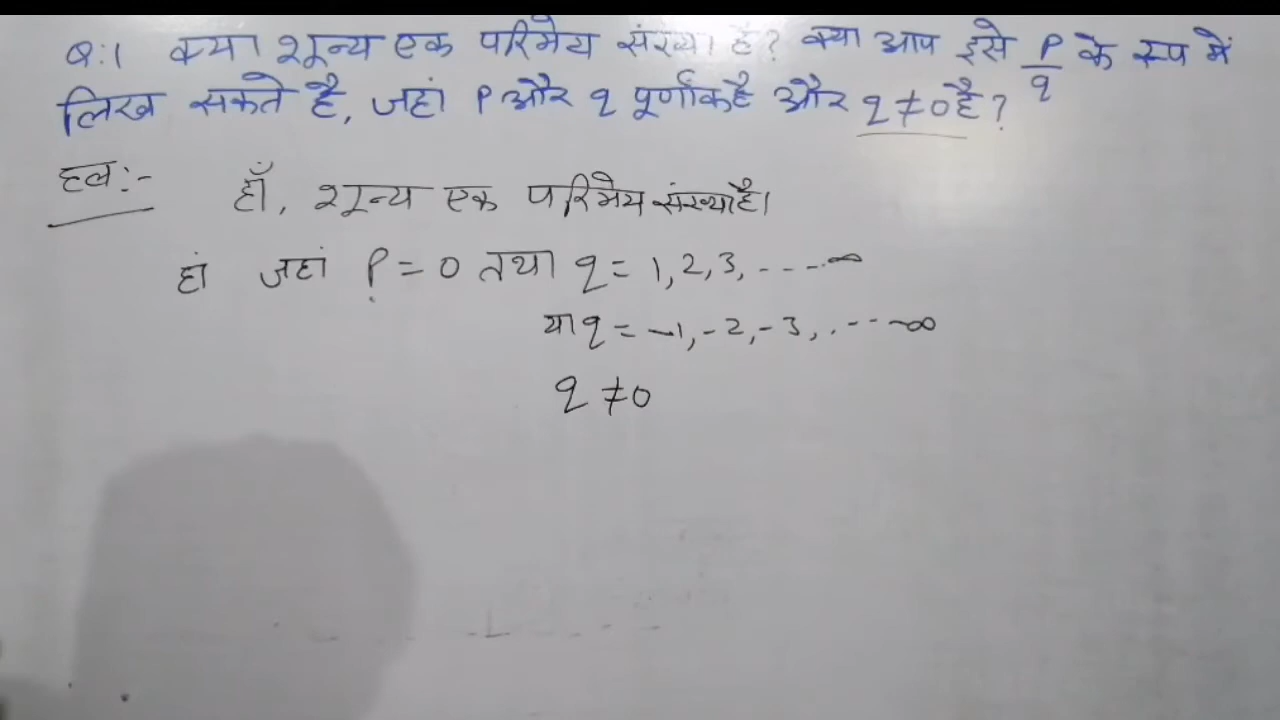 Q:1 क्या शून्य एक परिमेय संख्या है? क्या आप इसे P/q के रूप में
लिख सकते है, जहां P और q पूर्णांक है और q ≠ 0 है?
हल:- हाँ, शून्य एक परिमेय संख्या है।
हां जहां P = 0 तथा q = 1, 2, 3, ----∞
या q = -1, -2, -3, .---∞
q ≠ 0